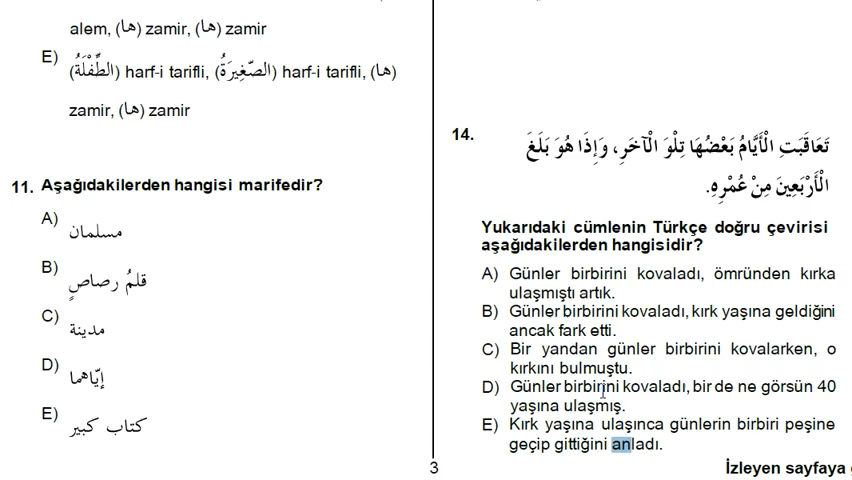 alem, (ها) zamir, (ها) zamir
E) (الطِّفْلَةُ) harf-i tarifli, (الصَّغِيرَةُ) harf-i tarifli, (ها)
zamir, (ها) zamir
11. Aşağıdakilerden hangisi marifedir?
A) مسلمان
B) قلمُ رصاصٍ
C) مدينة
D) إيّاهما
E) كتاب كبير
14. تَعَاقَبَتِ الْأَيَّامُ بَعْضُهَا تِلْوَ الْآخَرِ، وَإِذَا هُوَ بَلَغَ
الْأَرْبَعِينَ مِنْ عُمْرِهِ.
Yukarıdaki cümlenin Türkçe doğru çevirisi
aşağıdakilerden hangisidir?
A) Günler birbirini kovaladı, ömründen kırka
ulaşmıştı artık.
B) Günler birbirini kovaladı, kırk yaşına geldiğini
ancak fark etti.
C) Bir yandan günler birbirini kovalarken, o
kırkını bulmuştu.
D) Günler birbirini kovaladı, bir de ne görsün 40
yaşına ulaşmış.
E) Kırk yaşına ulaşınca günlerin birbiri peşine
geçip gittiğini anladı.
3
İzleyen sayfaya